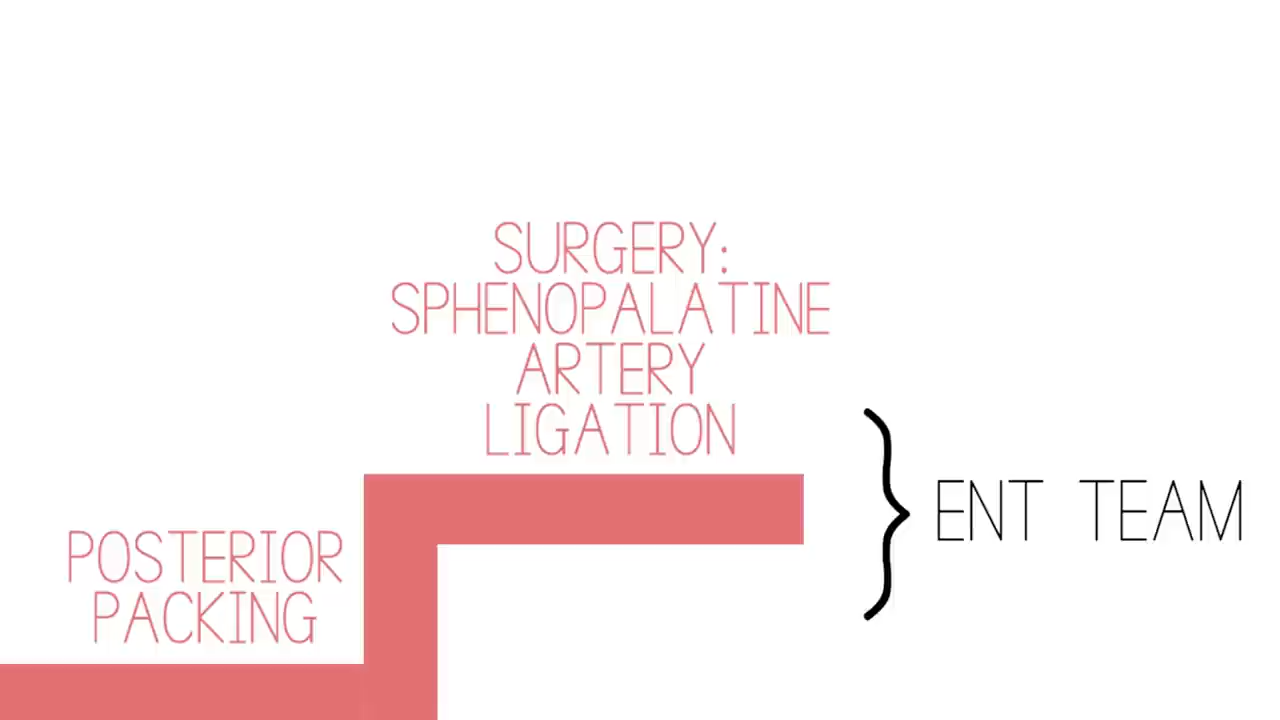 SURGERY:
SPHENOPALATINE
ARTERY
LIGATION
ENT TEAM
POSTERIOR
PACKING